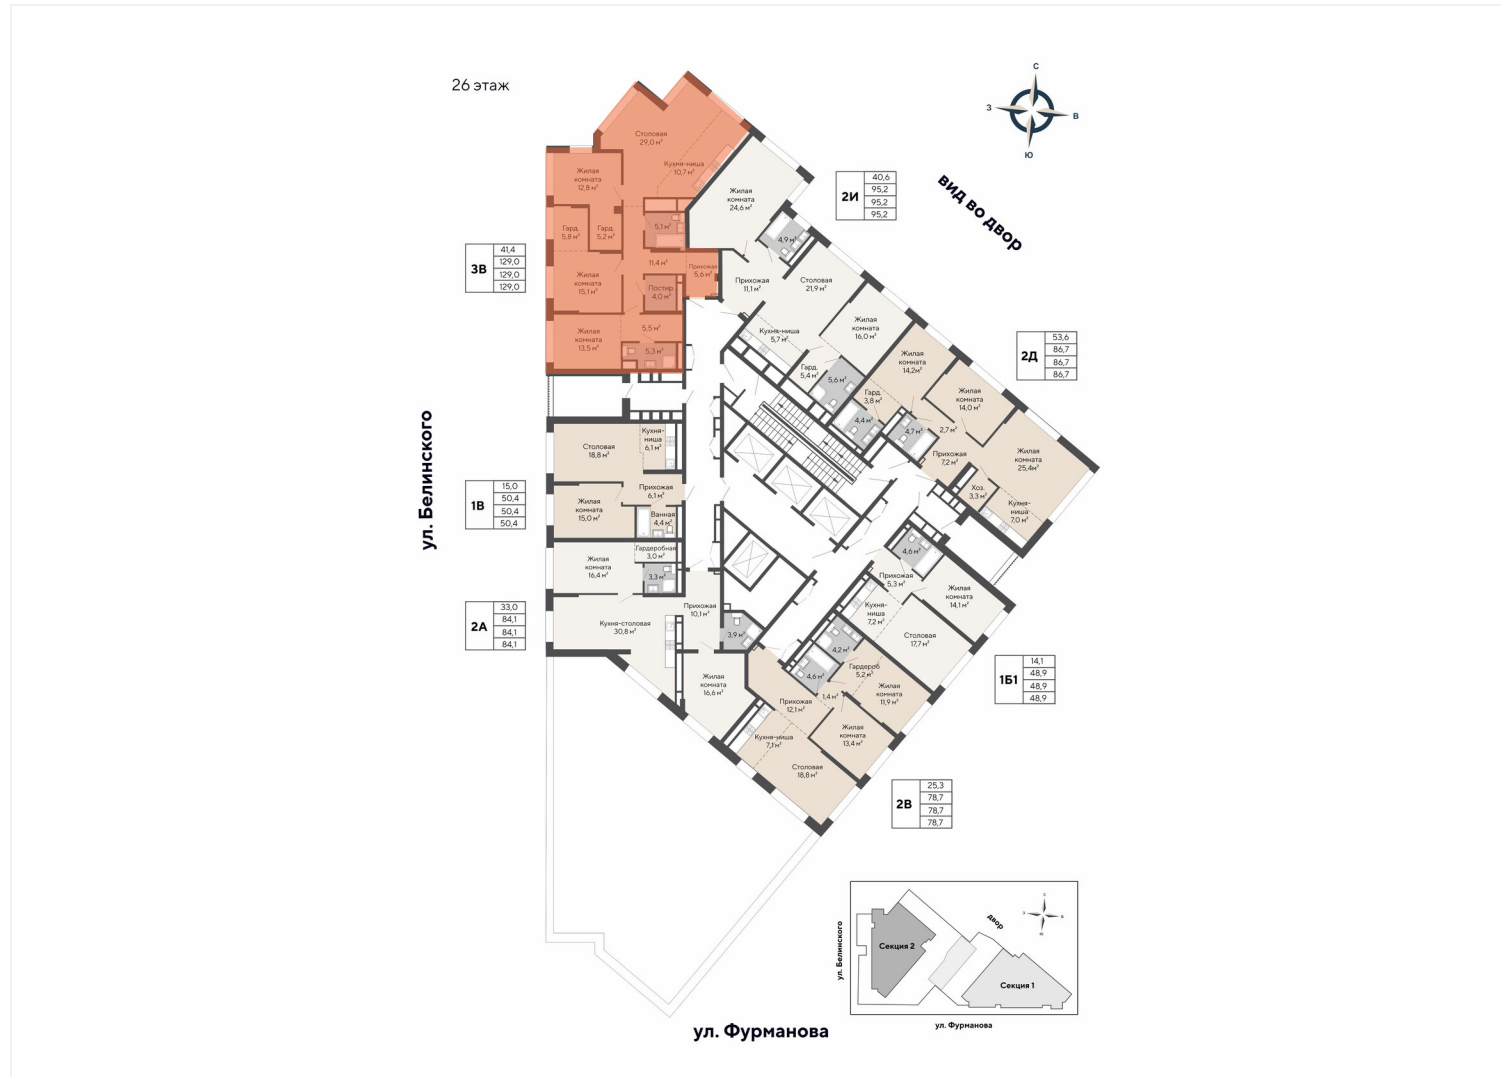 26 этаж
С
З
В
Ю
вид во двор
ул. Белинского
ул. Фурманова
3В
41,4
129,0
129,0
129,0
Столовая
29,0 м²
Кухня-ниша
10,7 м²
Жилая
комната
12,8 м²
Гард.
5,8 м²
Гард.
5,2 м²
5,1 м²
11,4 м²
Прихожая
5,6 м²
Жилая
комната
15,1 м²
Постир.
4,0 м²
Жилая
комната
13,5 м²
5,5 м²
5,3 м²
2И
40,6
95,2
95,2
95,2
Жилая
комната
24,6 м²
4,9 м²
Прихожая
11,1 м²
Столовая
21,9 м²
Кухня-ниша
5,7 м²
Жилая
комната
16,0 м²
Гард.
5,4 м²
5,6 м²
2Д
53,6
86,7
86,7
86,7
Жилая
комната
14,2м²
Гард.
3,8 м²
4,4 м²
Жилая
комната
14,0 м²
4,7 м²
2,7 м²
Прихожая
7,2 м²
Жилая
комната
25,4м²
Хоз.
3,3 м²
Кухня-
ниша
7,0 м²
1В
15,0
50,4
50,4
50,4
Столовая
18,8 м²
Кухня-
ниша
6,1 м²
Прихожая
6,1 м²
Жилая
комната
15,0 м²
Ванная
4,4 м²
2А
33,0
84,1
84,1
84,1
Жилая
комната
16,4 м²
Гардеробная
3,0 м²
3,3 м²
Кухня-столовая
30,8 м²
Прихожая
10,1 м²
3,9 м²
Жилая
комната
16,6 м²
1Б1
14,1
48,9
48,9
48,9
4,6 м²
Прихожая
5,3 м²
Жилая
комната
14,1 м²
Кухня-
ниша
7,2 м²
Столовая
17,7 м²
2В
25,3
78,7
78,7
78,7
4,2 м²
4,6 м²
Гардероб
5,2 м²
1,4 м²
Жилая
комната
11,9 м²
Прихожая
12,1 м²
Жилая
комната
13,4 м²
Кухня-ниша
7,1 м²
Столовая
18,8 м²
ул. Белинского
Секция 2
двор
С
З
В
Ю
Секция 1
ул. Фурманова